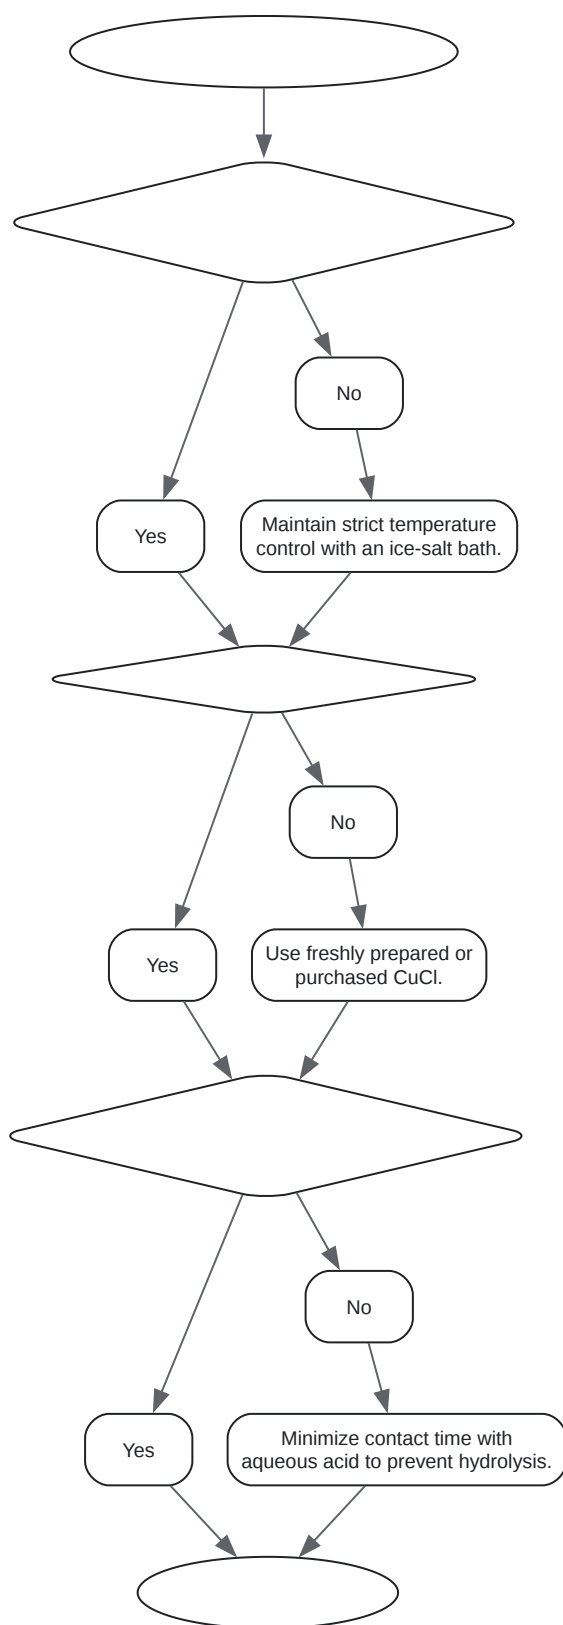 No
Yes
Maintain strict temperature
control with an ice-salt bath.
No
Yes
Use freshly prepared or
purchased CuCl.
No
Yes
Minimize contact time with
aqueous acid to prevent hydrolysis.